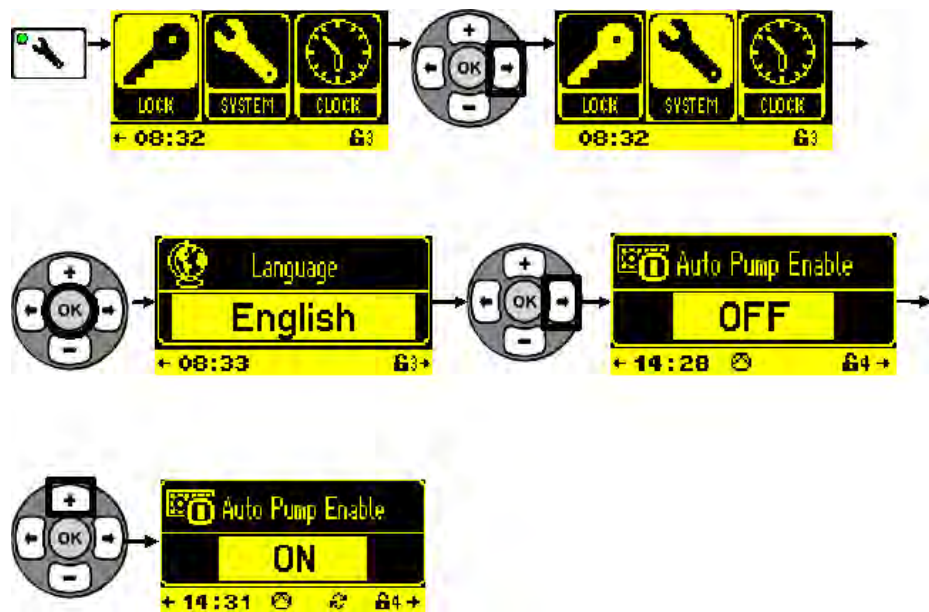 LOCK SYSTEM CLOCK
08:32 3
+
OK
-
LOCK SYSTEM CLOCK
08:32 3
+
OK
-
Language
English
08:33 3
+
OK
-
Auto Pump Enable
OFF
14:28 4
+
OK
-
Auto Pump Enable
ON
14:31 4